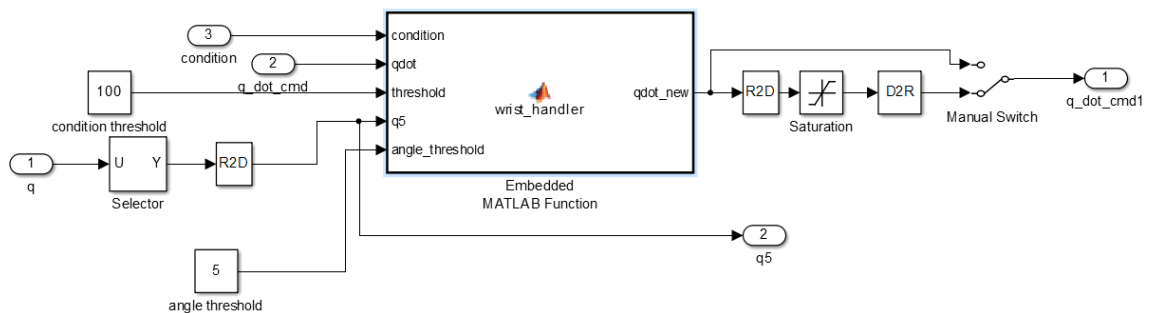 3
condition
condition
2
q_dot_cmd
qdot
100
condition threshold
threshold
wrist_handler
qdot_new
R2D
Saturation
D2R
Manual Switch
1
q_dot_cmd1
q5
1
q
U Y
Selector
R2D
angle_threshold
Embedded
MATLAB Function
2
q5
5
angle threshold